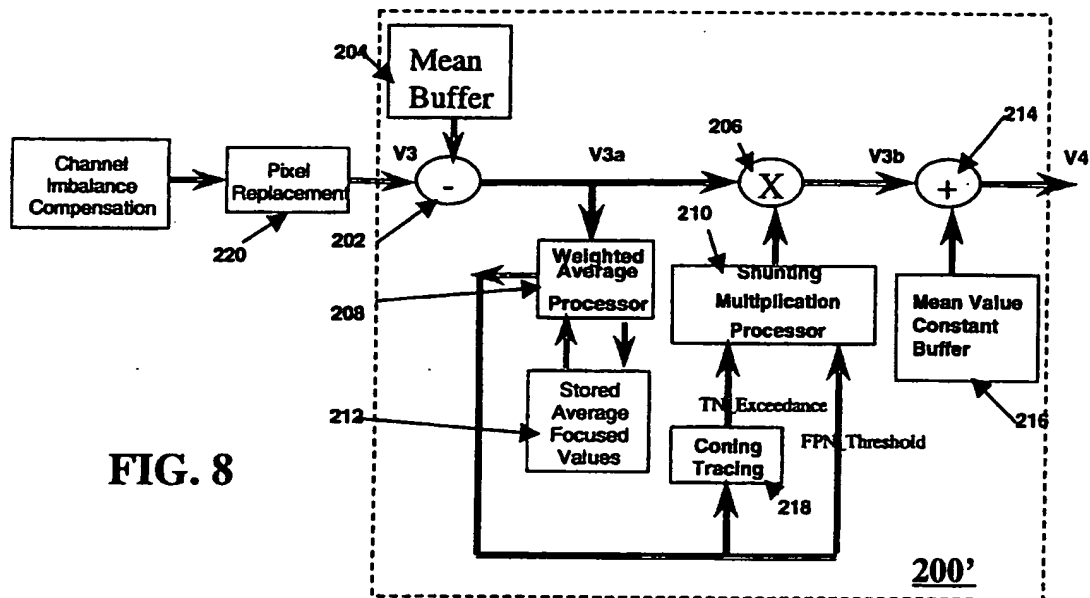 204
Mean
Buffer
Channel
Imbalance
Compensation
Pixel
Replacement
220
V3
-
202
V3a
206
X
V3b
214
+
V4
210
Weighted
Average
Processor
208
Shunting
Multiplication
Processor
Mean Value
Constant
Buffer
216
212
Stored
Average
Focused
Values
TN_Exceedance
FPN_Threshold
Coning
Tracing
218
FIG. 8
200'